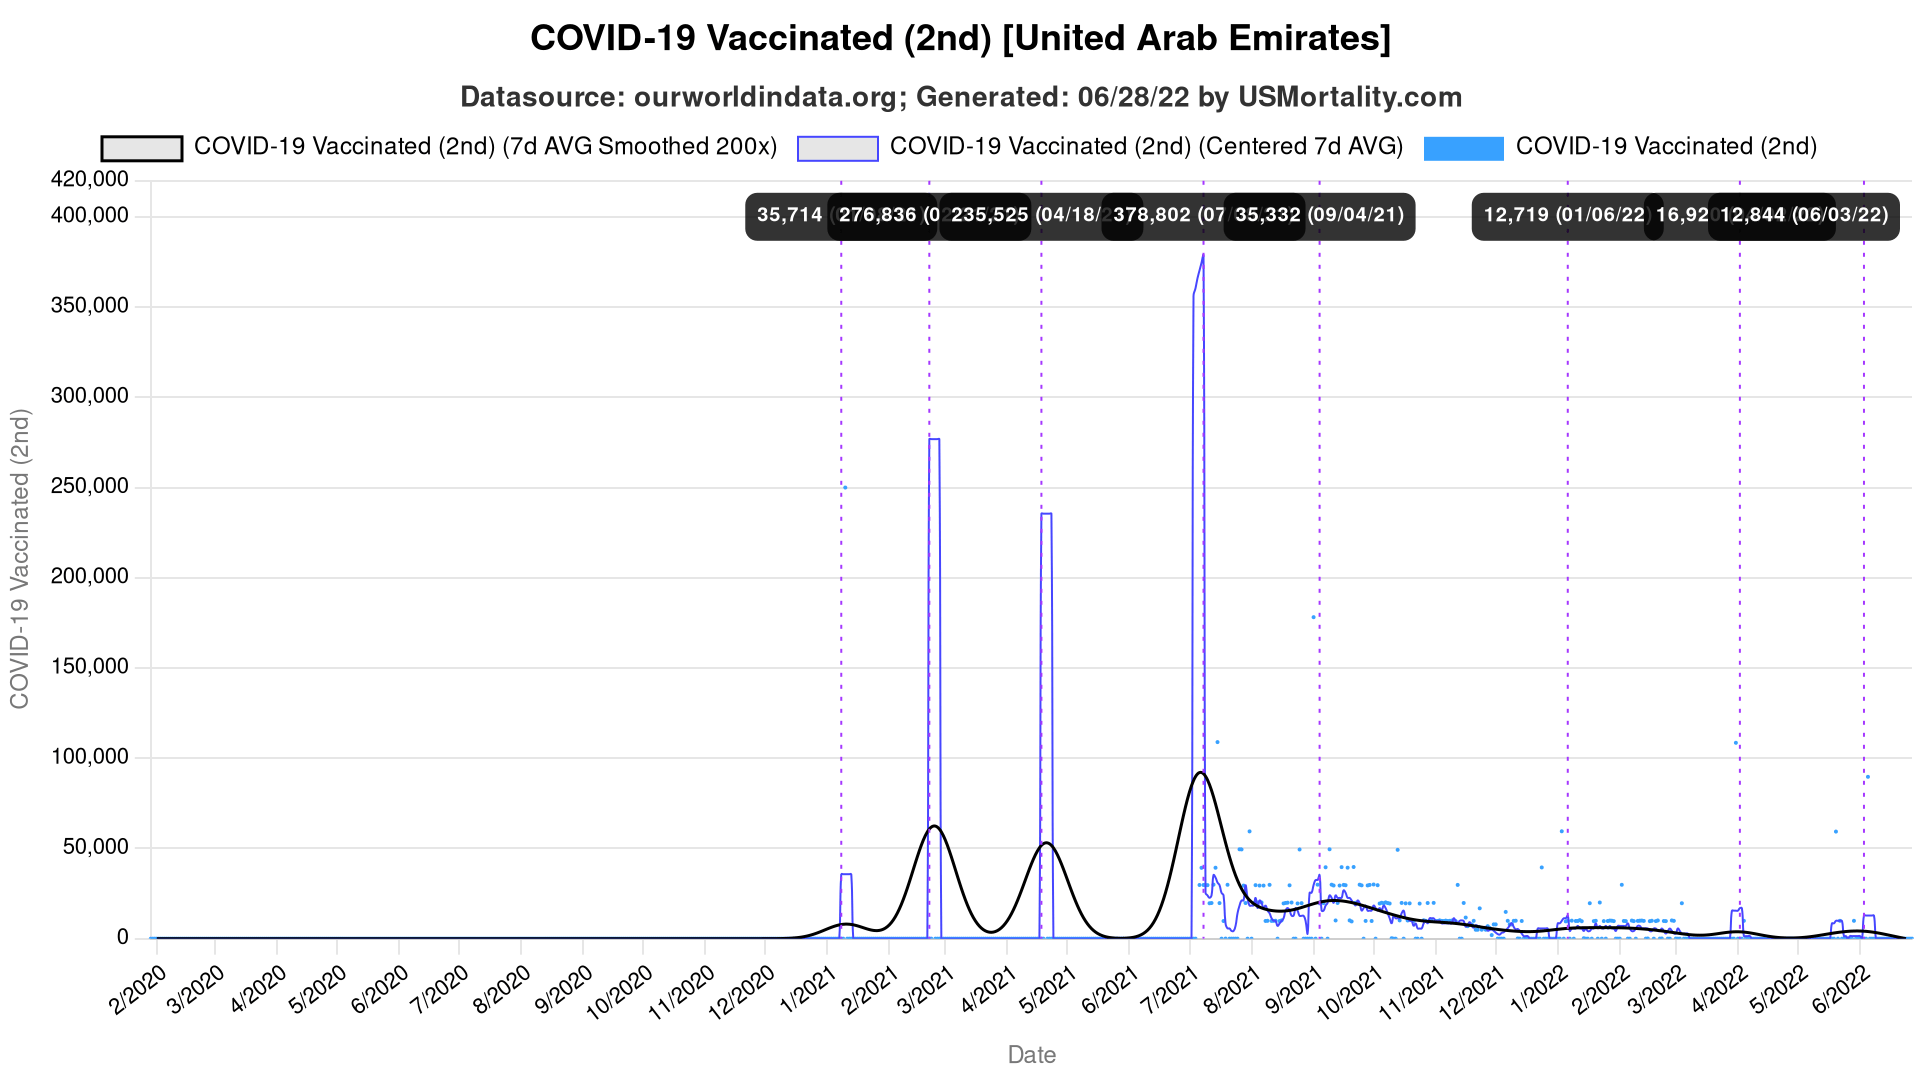 COVID-19 Vaccinated (2nd) [United Arab Emirates]
Datasource: ourworldindata.org; Generated: 06/28/22 by USMortality.com
COVID-19 Vaccinated (2nd) (7d AVG Smoothed 200x) COVID-19 Vaccinated (2nd) (Centered 7d AVG) COVID-19 Vaccinated (2nd)
420,000
400,000
350,000
300,000
250,000
200,000
150,000
100,000
50,000
0
35,714 276,836 235,525 (04/18/ 378,802 (07/ 35,332 (09/04/21) 12,719 (01/06/22) 12,844 (06/03/22)
COVID-19 Vaccinated (2nd)
2/2020 3/2020 4/2020 5/2020 6/2020 7/2020 8/2020 9/2020 10/2020 11/2020 12/2020 1/2021 2/2021 3/2021 4/2021 5/2021 6/2021 7/2021 8/2021 9/2021 10/2021 11/2021 12/2021 1/2022 2/2022 3/2022 4/2022 5/2022 6/2022
Date